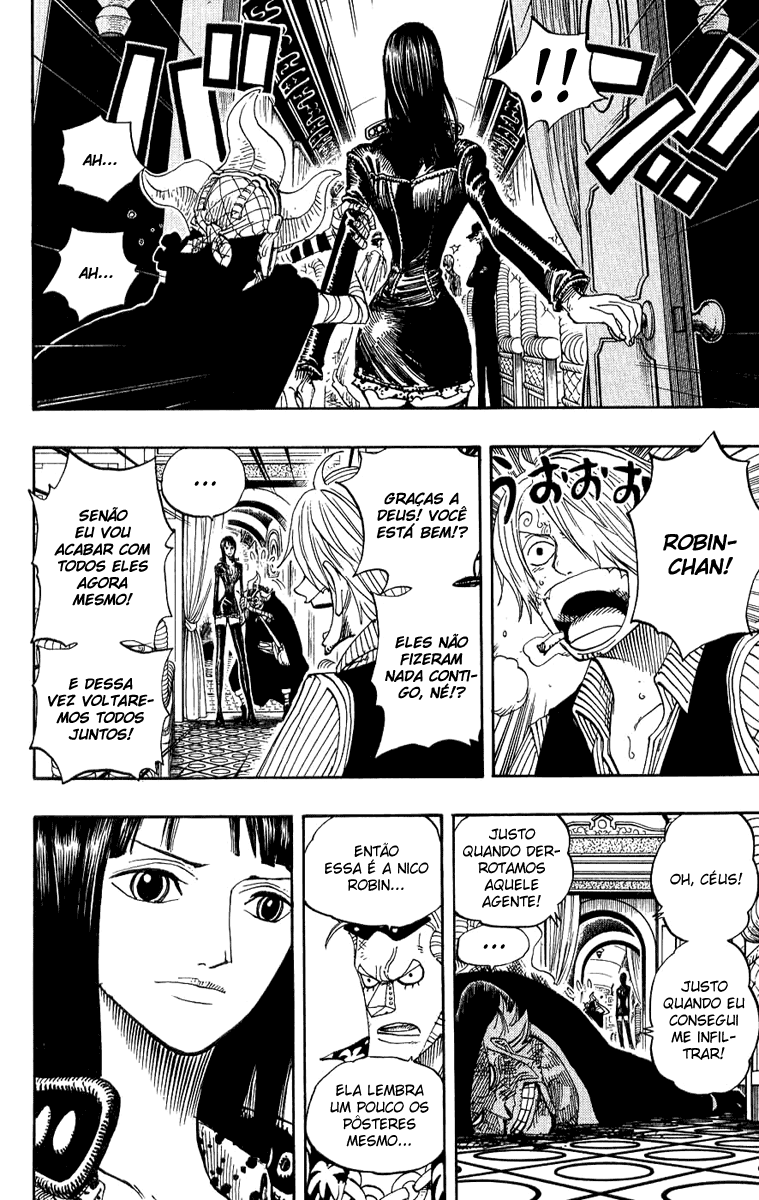 !!
AH...
AH...
うおおお
ROBIN-
CHAN!
GRAÇAS A
DEUS! VOCÊ
ESTÁ BEM!?
ELES NÃO
FIZERAM
NADA CONTI-
GO, NÉ!?
...
SENÃO
EU VOU
ACABAR COM
TODOS ELES
AGORA
MESMO!
E DESSA
VEZ VOLTARE-
MOS TODOS
JUNTOS!
OH, CÉUS!
JUSTO
QUANDO EU
CONSEGUI
ME INFIL-
TRAR!
JUSTO
QUANDO DER-
ROTAMOS
AQUELE
AGENTE!
...
ENTÃO
ESSA É A NICO
ROBIN...
ELA LEMBRA
UM POUCO OS
PÔSTERES
MESMO...